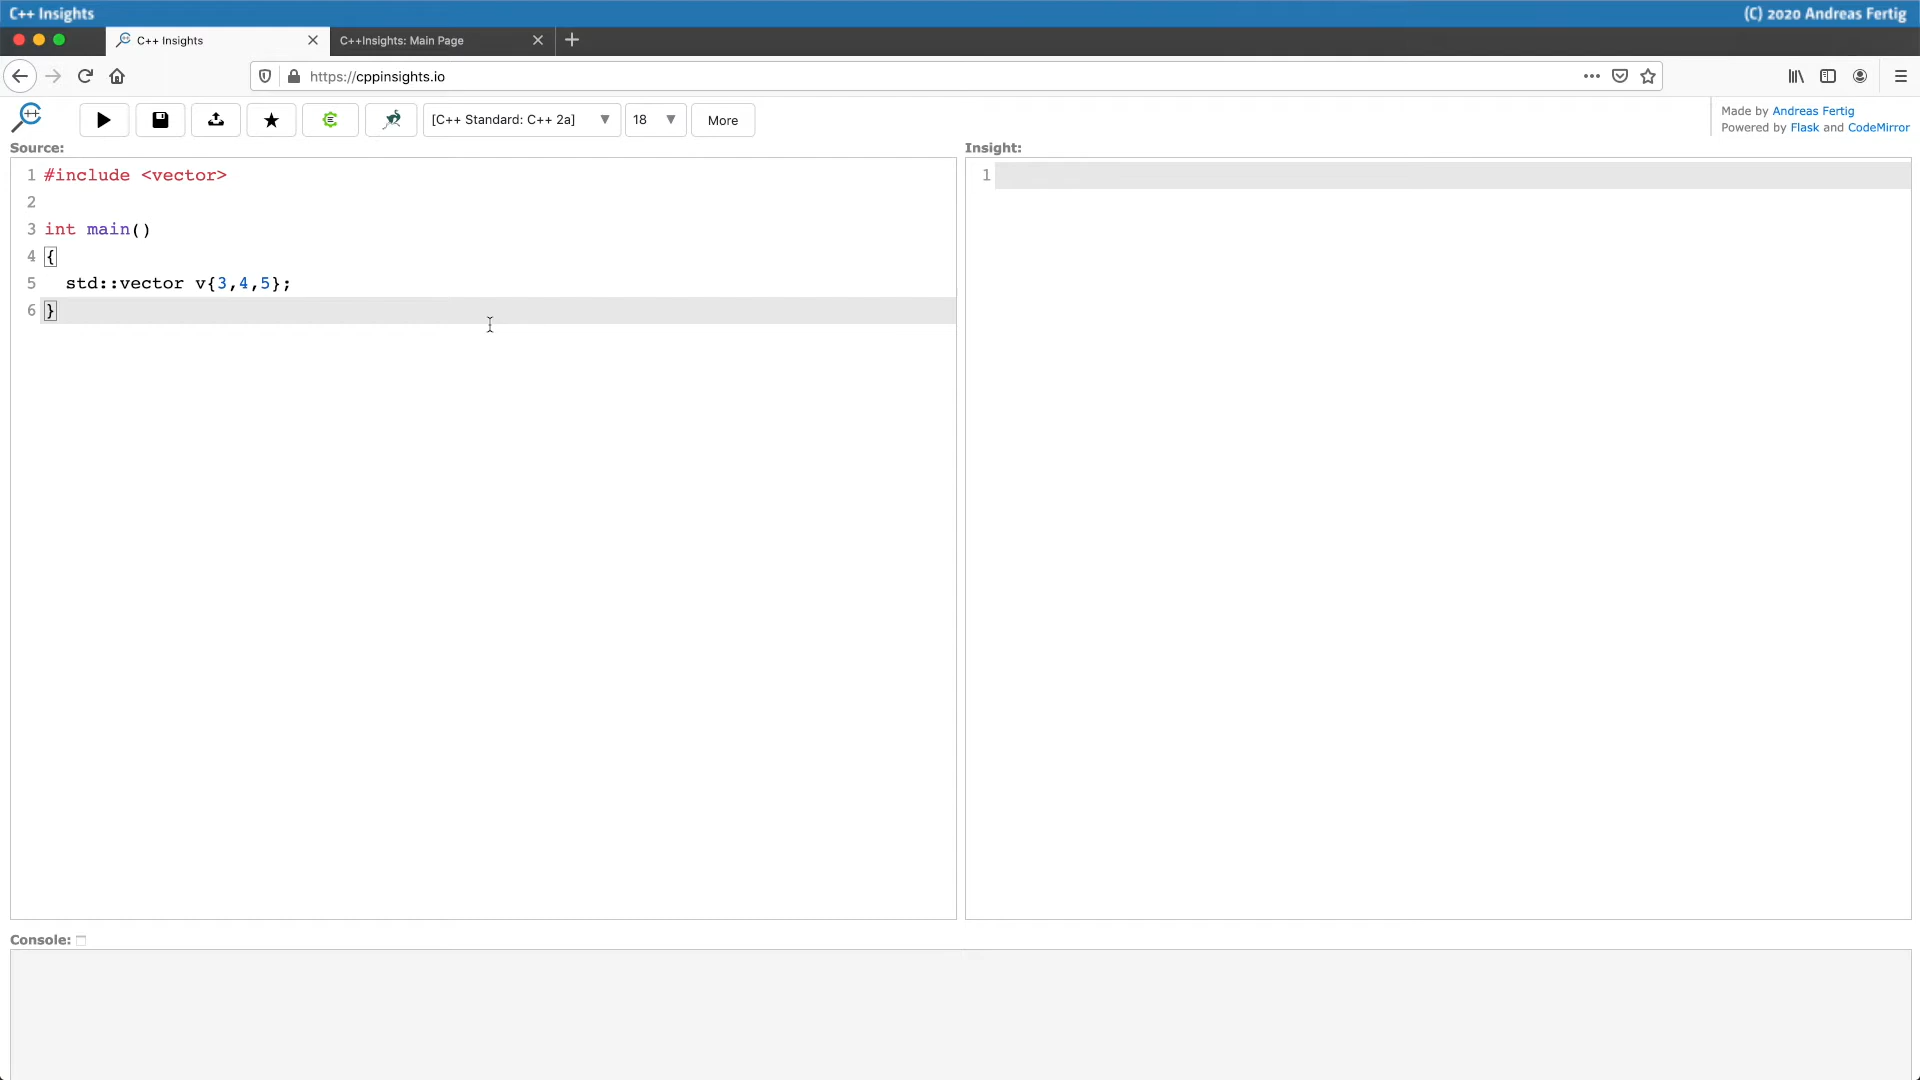 C++ Insights
(C) 2020 Andreas Fertig
C++ Insights
C++Insights: Main Page
https://cppinsights.io
[C++ Standard: C++ 2a]
18
More
Made by Andreas Fertig
Powered by Flask and CodeMirror
Source:
1 #include <vector>
2
3 int main()
4 {
5 std::vector v{3,4,5};
6 }
Insight:
1
Console: